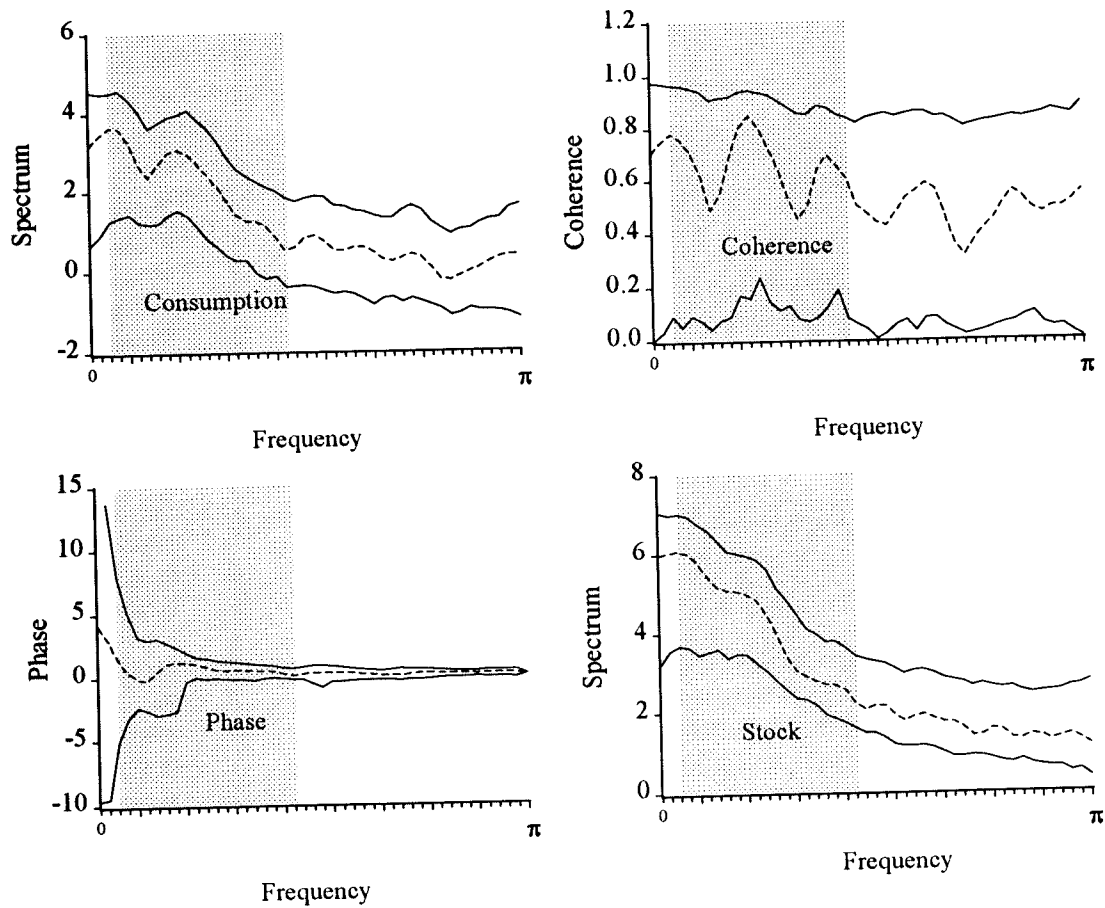 6
4
2
0
-2
Spectrum
Consumption
0
π
Frequency
1.2
1.0
0.8
0.6
0.4
0.2
0.0
Coherence
Coherence
0
π
Frequency
15
10
5
0
-5
-10
Phase
Phase
0
π
Frequency
8
6
4
2
0
Spectrum
Stock
0
π
Frequency